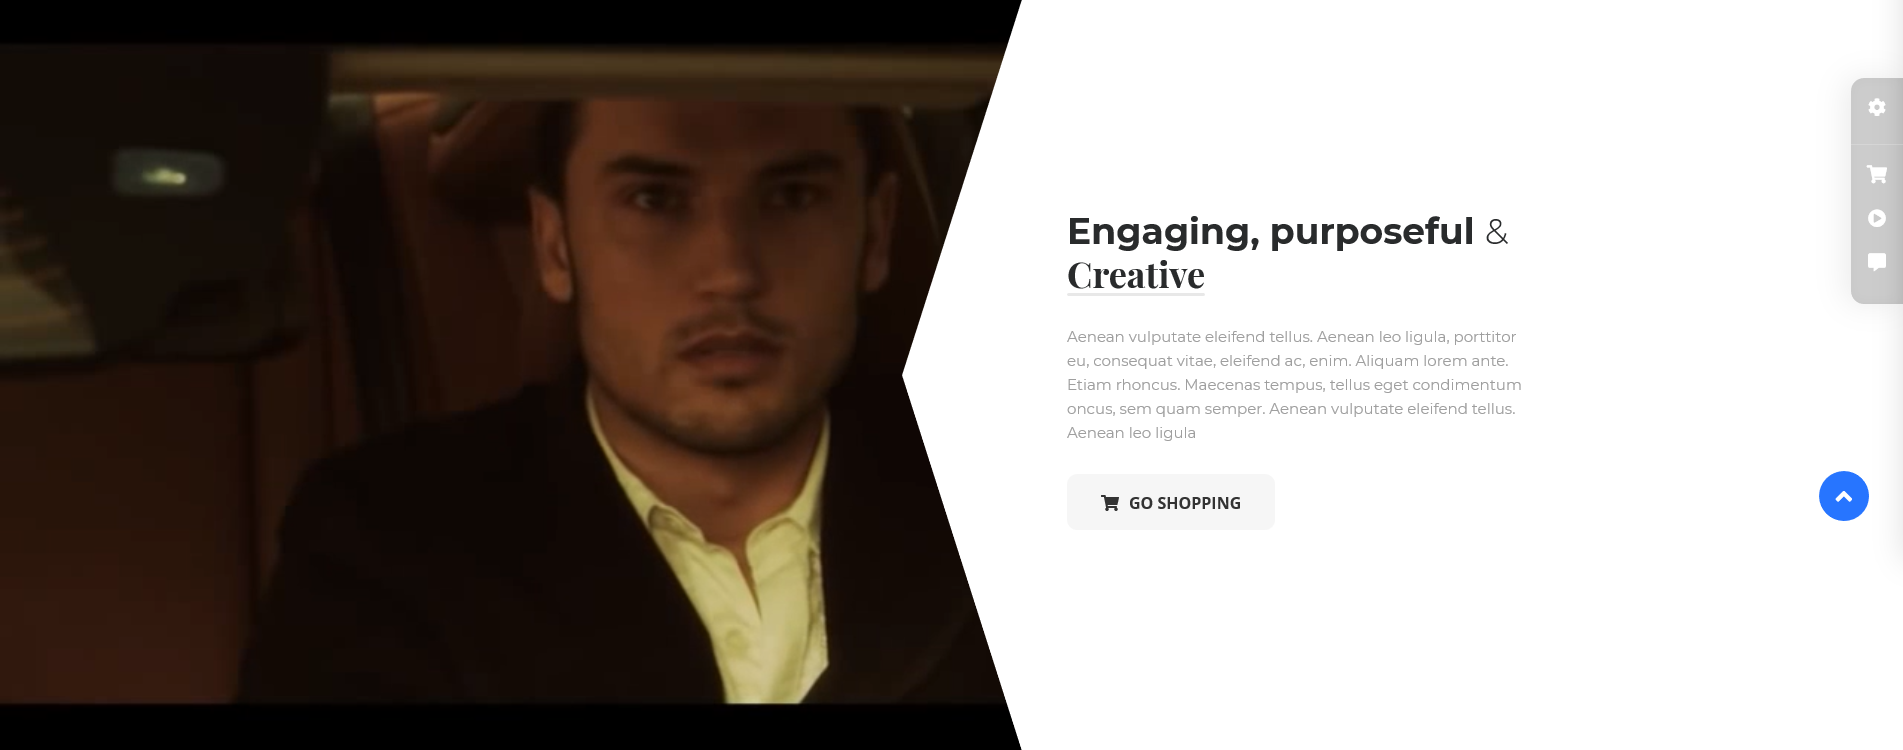 Engaging, purposeful &
Creative
Aenean vulputate eleifend tellus. Aenean leo ligula, porttitor
eu, consequat vitae, eleifend ac, enim. Aliquam lorem ante.
Etiam rhoncus. Maecenas tempus, tellus eget condimentum
oncus, sem quam semper. Aenean vulputate eleifend tellus.
Aenean leo ligula
GO SHOPPING